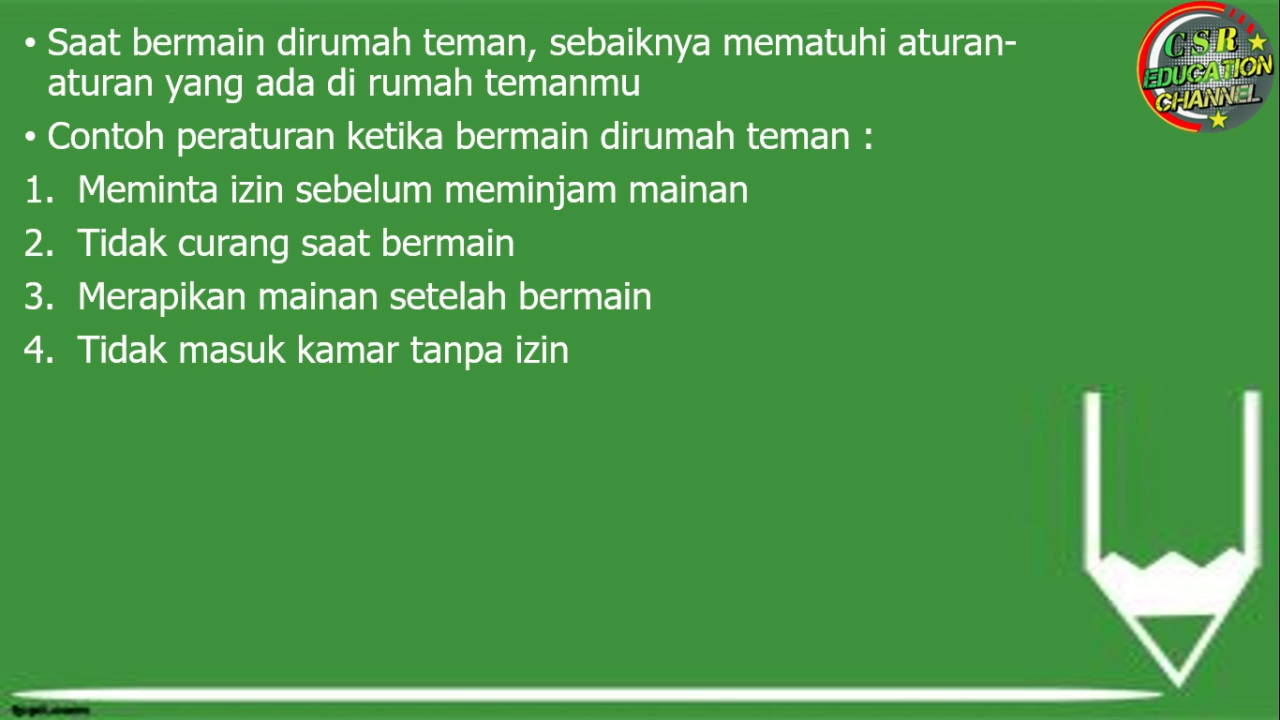 • Saat bermain dirumah teman, sebaiknya mematuhi aturan-
aturan yang ada di rumah temanmu
• Contoh peraturan ketika bermain dirumah teman :
1. Meminta izin sebelum meminjam mainan
2. Tidak curang saat bermain
3. Merapikan mainan setelah bermain
4. Tidak masuk kamar tanpa izin
CSR
EDUCATION
CHANNEL